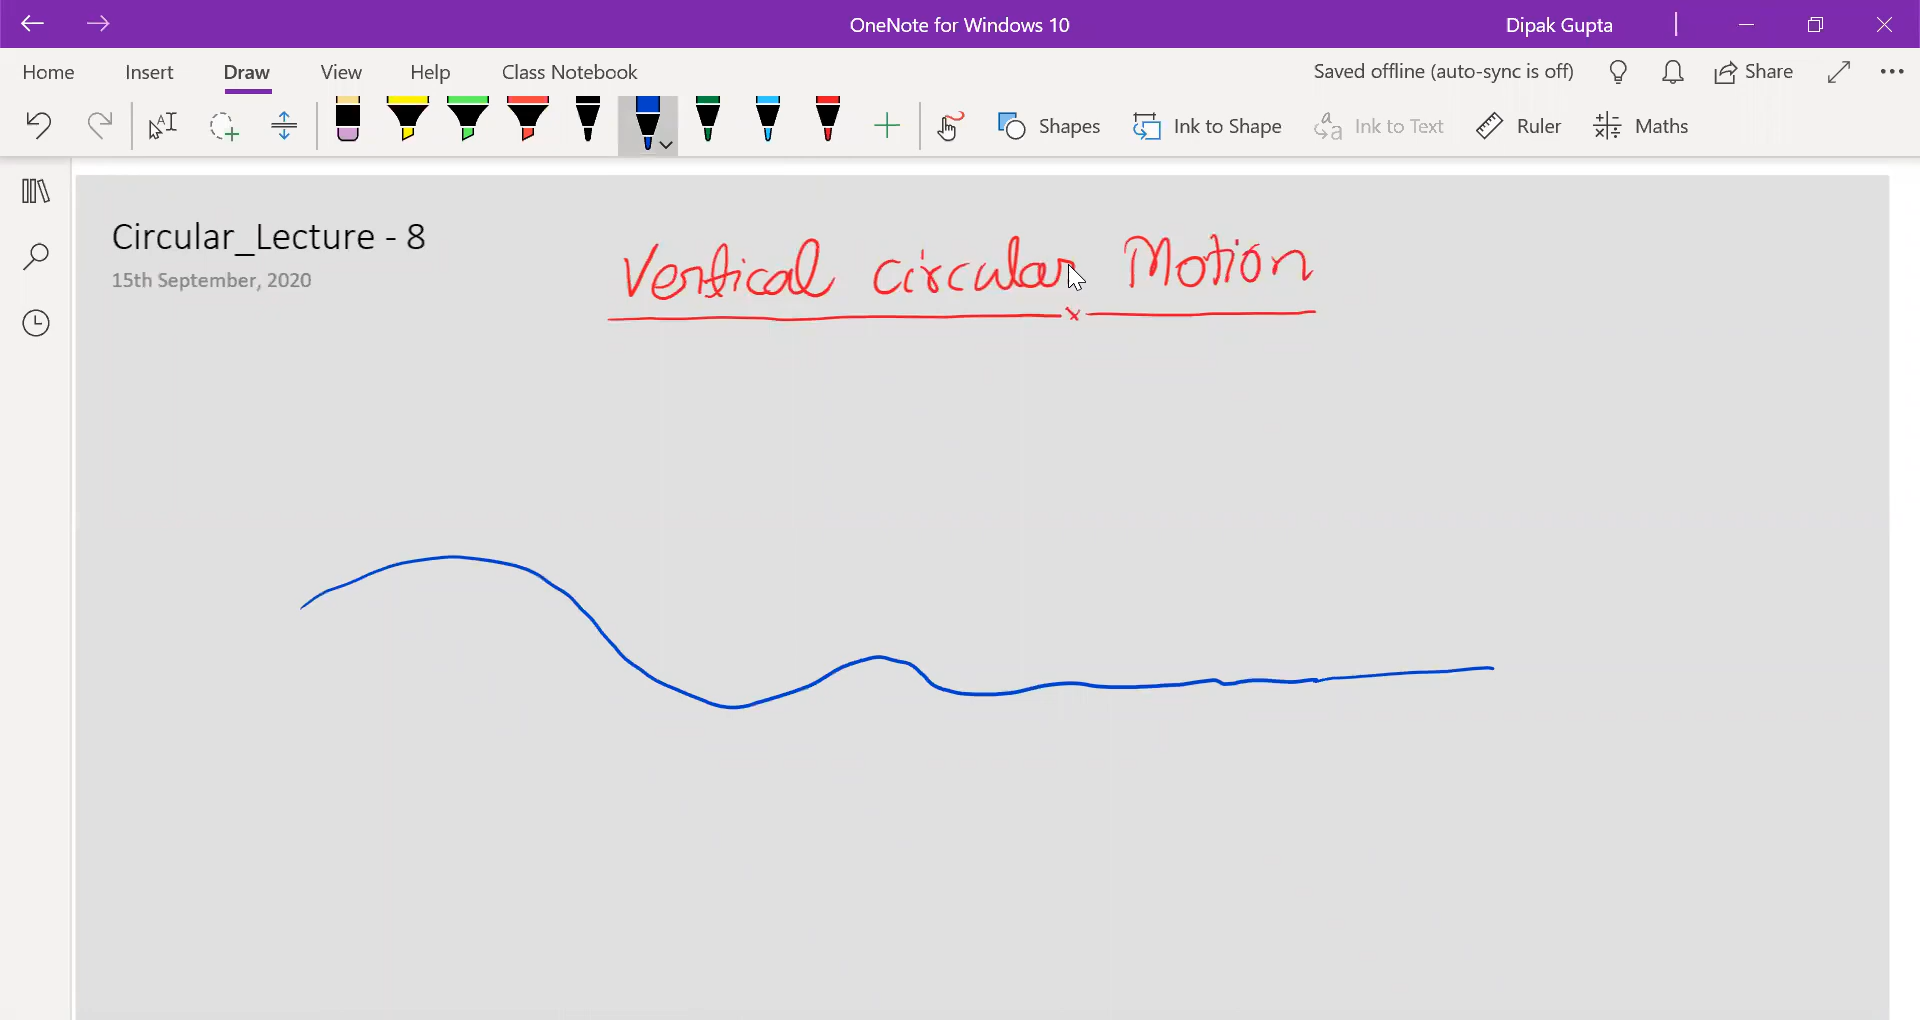 OneNote for Windows 10
Dipak Gupta
Home Insert Draw View Help Class Notebook
Saved offline (auto-sync is off) Share
Shapes Ink to Shape Ink to Text Ruler Maths
Circular_Lecture - 8
15th September, 2020
Vertical circular Motion